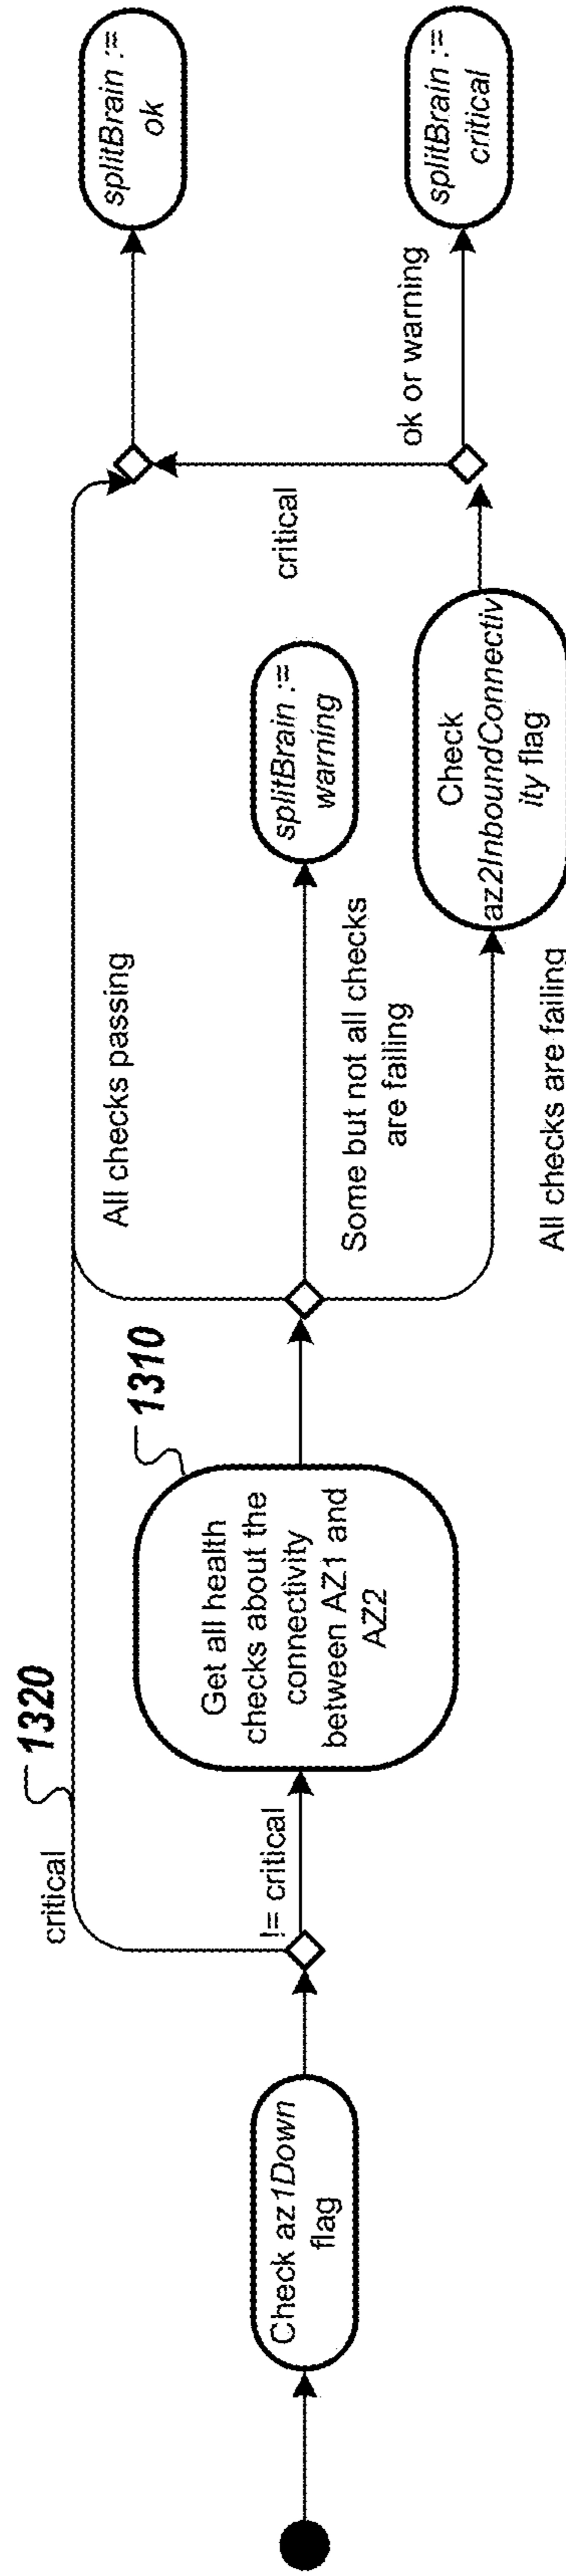 Check az1Down
flag
critical
1320
!= critical
Get all health
checks about the
connectivity
between AZ1 and
AZ2
1310
All checks passing
Some but not all checks
are failing
All checks are failing
splitBrain :=
warning
Check
az2InboundConnectiv
ity flag
critical
ok or warning
splitBrain :=
ok
splitBrain :=
critical